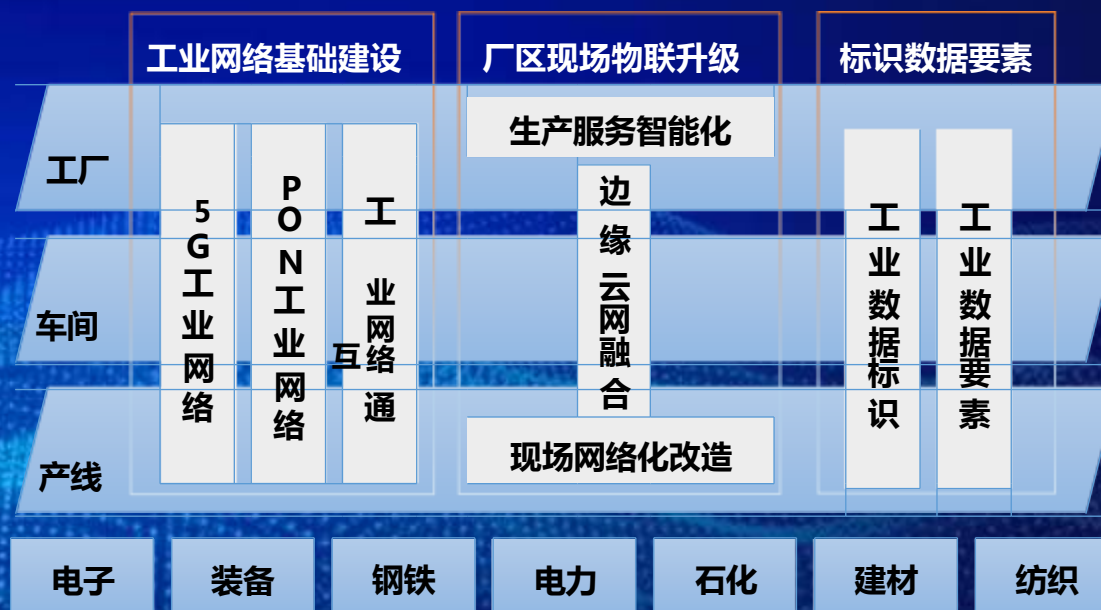 工业网络基础建设
厂区现场物联升级
标识数据要素
工厂
车间
产线
5G工业网络
PON工业网络
工业网络互通
生产服务智能化
边缘云网融合
现场网络化改造
工业数据标识
工业数据要素
电子
装备
钢铁
电力
石化
建材
纺织